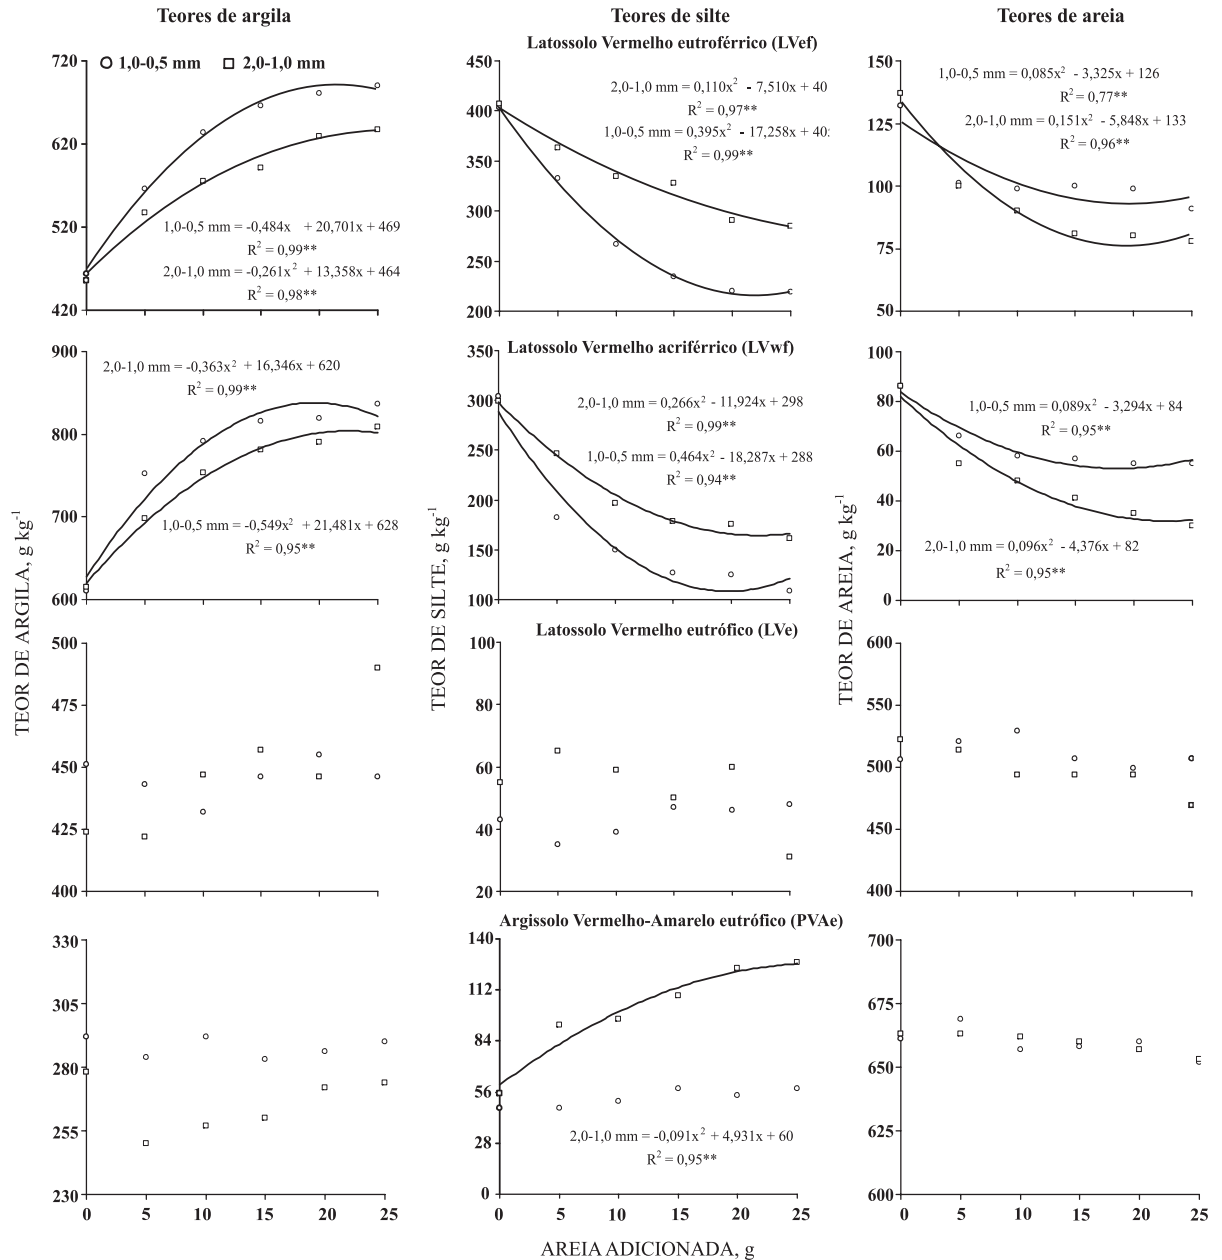 Teores de argila
Teores de silte
Teores de areia
Latossolo Vermelho eutroférrico (LVef)
1,0-0,5 mm
2,0-1,0 mm
720
620
520
420
1,0-0,5 mm = -0,484x + 20,701x + 469
R² = 0,99**
2,0-1,0 mm = -0,261x² + 13,358x + 464
R² = 0,98**
450
400
350
300
250
200
2,0-1,0 mm = 0,110x² - 7,510x + 40
R² = 0,97**
1,0-0,5 mm = 0,395x² - 17,258x + 40
R² = 0,99**
150
125
100
75
50
1,0-0,5 mm = 0,085x² - 3,325x + 126
R² = 0,77**
2,0-1,0 mm = 0,151x² - 5,848x + 133
R² = 0,96**
Latossolo Vermelho acriférrico (LVwf)
900
800
700
600
2,0-1,0 mm = -0,363x² + 16,346x + 620
R² = 0,99**
1,0-0,5 mm = -0,549x² + 21,481x + 628
R² = 0,95**
350
300
250
200
150
100
2,0-1,0 mm = 0,266x² - 11,924x + 298
R² = 0,99**
1,0-0,5 mm = 0,464x² - 18,287x + 288
R² = 0,94**
100
80
60
40
20
0
1,0-0,5 mm = 0,089x² - 3,294x + 84
R² = 0,95**
2,0-1,0 mm = 0,096x² - 4,376x + 82
R² = 0,95**
TEOR DE ARGILA, g kg⁻¹
TEOR DE SILTE, g kg⁻¹
TEOR DE AREIA, g kg⁻¹
Latossolo Vermelho eutrófico (LVe)
500
475
450
425
400
100
80
60
40
20
600
550
500
450
400
Argissolo Vermelho-Amarelo eutrófico (PVAe)
330
305
280
255
230
0 5 10 15 20 25
140
112
84
56
28
0
2,0-1,0 mm = -0,091x² + 4,931x + 60
R² = 0,95**
0 5 10 15 20 25
700
675
650
625
600
0 5 10 15 20 25
AREIA ADICIONADA, g